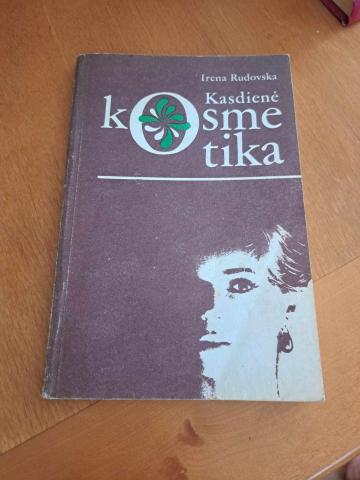 Irena Rudovska
Kasdienė
kOsme
tika